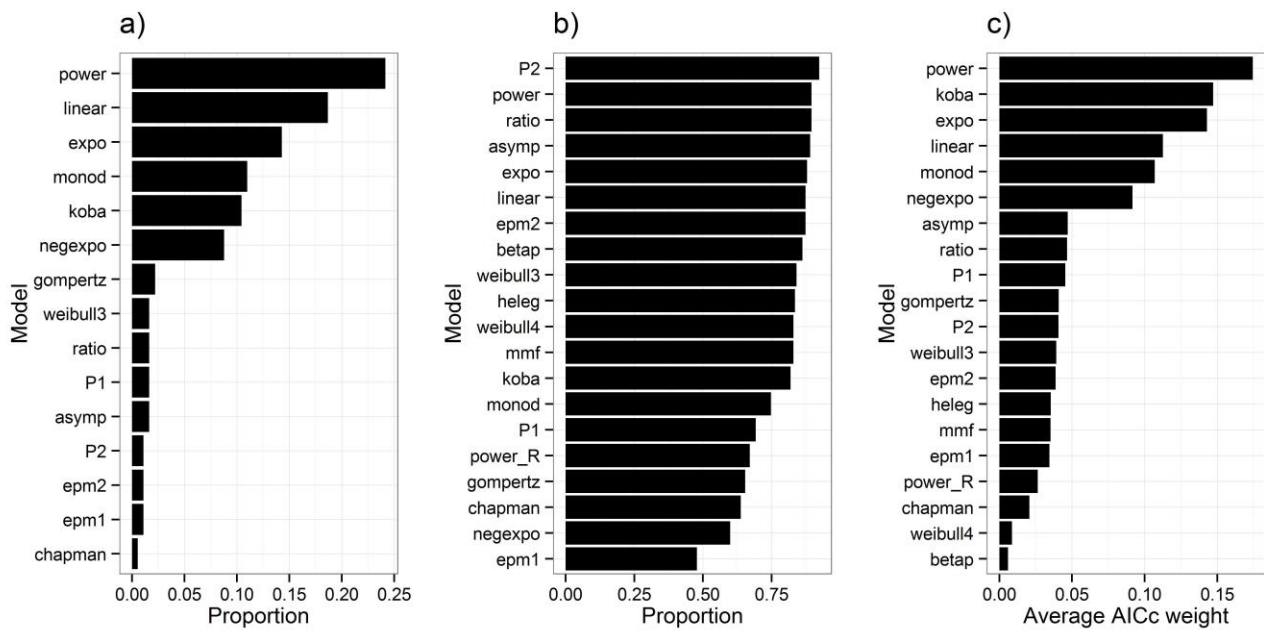 a)
Model
power
linear
expo
monod
koba
negexpo
gompertz
weibull3
ratio
P1
asymp
P2
epm2
epm1
chapman
0.00 0.05 0.10 0.15 0.20 0.25
Proportion
b)
Model
P2
power
ratio
asymp
expo
linear
epm2
betap
weibull3
heleg
weibull4
mmf
koba
monod
P1
power_R
gompertz
chapman
negexpo
epm1
0.00 0.25 0.50 0.75
Proportion
c)
Model
power
koba
expo
linear
monod
negexpo
asymp
ratio
P1
gompertz
P2
weibull3
epm2
heleg
mmf
epm1
power_R
chapman
weibull4
betap
0.00 0.05 0.10 0.15
Average AICc weight